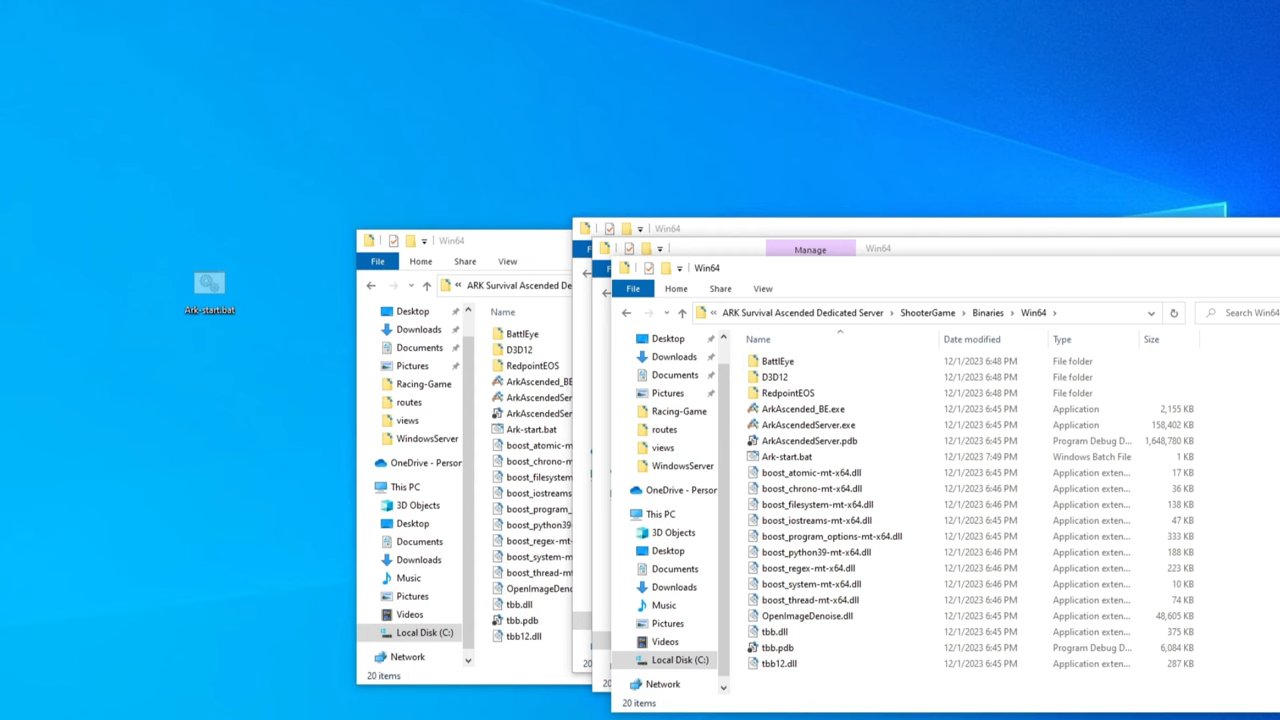 Ark-start.bat
Win64
File
Home
Share
View
ARK Survival Ascended De
Desktop
Downloads
Documents
Pictures
Racing-Game
routes
views
WindowsServer
OneDrive - Person
This PC
3D Objects
Desktop
Documents
Downloads
Music
Pictures
Videos
Local Disk (C:)
Network
20 items
Name
BattlEye
D3D12
RedpointEOS
ArkAscended_BE
ArkAscendedSer
ArkAscendedSer
Ark-start.bat
boost_atomic-m
boost_chrono-m
boost_filesystem
boost_iostreams
boost_program_
boost_python39-
boost_regex-mt-
boost_system-m
boost_thread-mt
OpenImageDenc
tbb.dll
tbb.pdb
tbb12.dll
Win64
F
20
Manage
Win64
F
20
Win64
File
Home
Share
View
ARK Survival Ascended Dedicated Server
ShooterGame
Binaries
Win64
Search Win64
Desktop
Downloads
Documents
Pictures
Racing-Game
routes
views
WindowsServer
OneDrive - Person
This PC
3D Objects
Desktop
Documents
Downloads
Music
Pictures
Videos
Local Disk (C:)
Network
Name Date modified Type Size
BattlEye 12/1/2023 6:48 PM File folder
D3D12 12/1/2023 6:48 PM File folder
RedpointEOS 12/1/2023 6:48 PM File folder
ArkAscended_BE.exe 12/1/2023 6:45 PM Application 2,155 KB
ArkAscendedServer.exe 12/1/2023 6:45 PM Application 158,402 KB
ArkAscendedServer.pdb 12/1/2023 6:45 PM Program Debug D... 1,648,780 KB
Ark-start.bat 12/1/2023 7:49 PM Windows Batch File 1 KB
boost_atomic-mt-x64.dll 12/1/2023 6:45 PM Application exten... 17 KB
boost_chrono-mt-x64.dll 12/1/2023 6:46 PM Application exten... 36 KB
boost_filesystem-mt-x64.dll 12/1/2023 6:46 PM Application exten... 138 KB
boost_iostreams-mt-x64.dll 12/1/2023 6:45 PM Application exten... 47 KB
boost_program_options-mt-x64.dll 12/1/2023 6:45 PM Application exten... 333 KB
boost_python39-mt-x64.dll 12/1/2023 6:46 PM Application exten... 188 KB
boost_regex-mt-x64.dll 12/1/2023 6:46 PM Application exten... 223 KB
boost_system-mt-x64.dll 12/1/2023 6:46 PM Application exten... 10 KB
boost_thread-mt-x64.dll 12/1/2023 6:45 PM Application exten... 74 KB
OpenImageDenoise.dll 12/1/2023 6:45 PM Application exten... 48,605 KB
tbb.dll 12/1/2023 6:45 PM Application exten... 375 KB
tbb.pdb 12/1/2023 6:45 PM Program Debug D... 6,084 KB
tbb12.dll 12/1/2023 6:45 PM Application exten... 287 KB
20 items